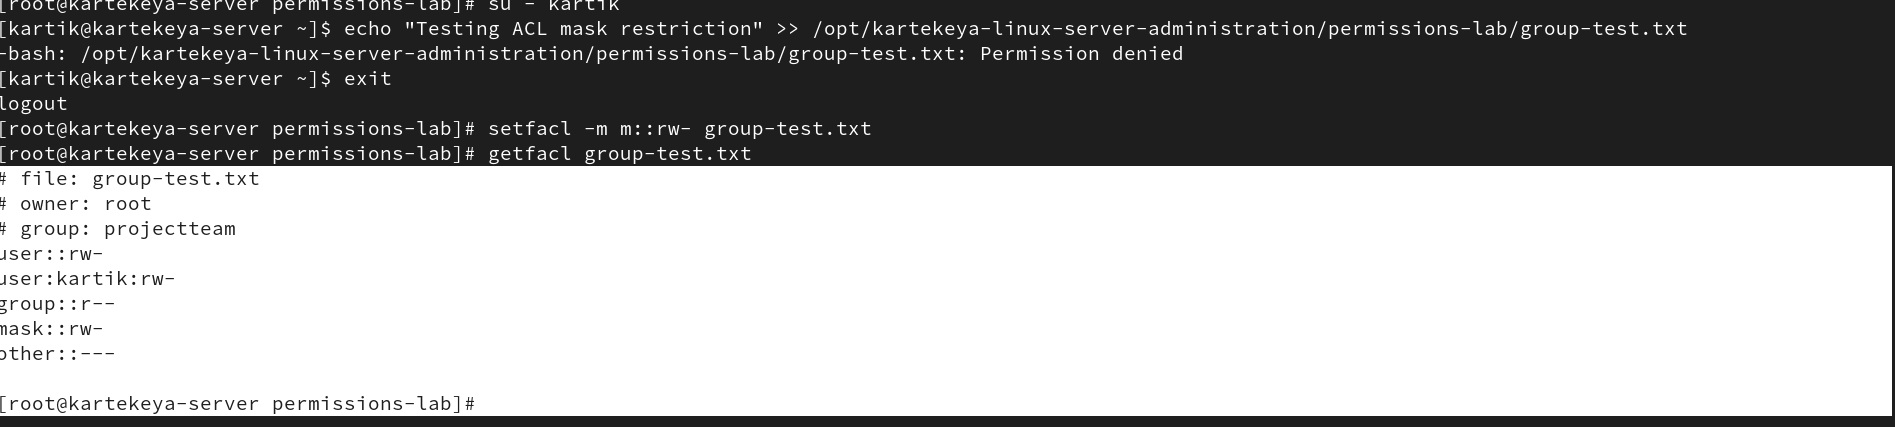 [root@kartekeya-server permissions-lab]# su - kartik
[kartik@kartekeya-server ~]$ echo "Testing ACL mask restriction" >> /opt/kartekeya-linux-server-administration/permissions-lab/group-test.txt
-bash: /opt/kartekeya-linux-server-administration/permissions-lab/group-test.txt: Permission denied
[kartik@kartekeya-server ~]$ exit
logout
[root@kartekeya-server permissions-lab]# setfacl -m m::rw- group-test.txt
[root@kartekeya-server permissions-lab]# getfacl group-test.txt
# file: group-test.txt
# owner: root
# group: projectteam
user::rw-
user:kartik:rw-
group::r--
mask::rw-
other::---
[root@kartekeya-server permissions-lab]#